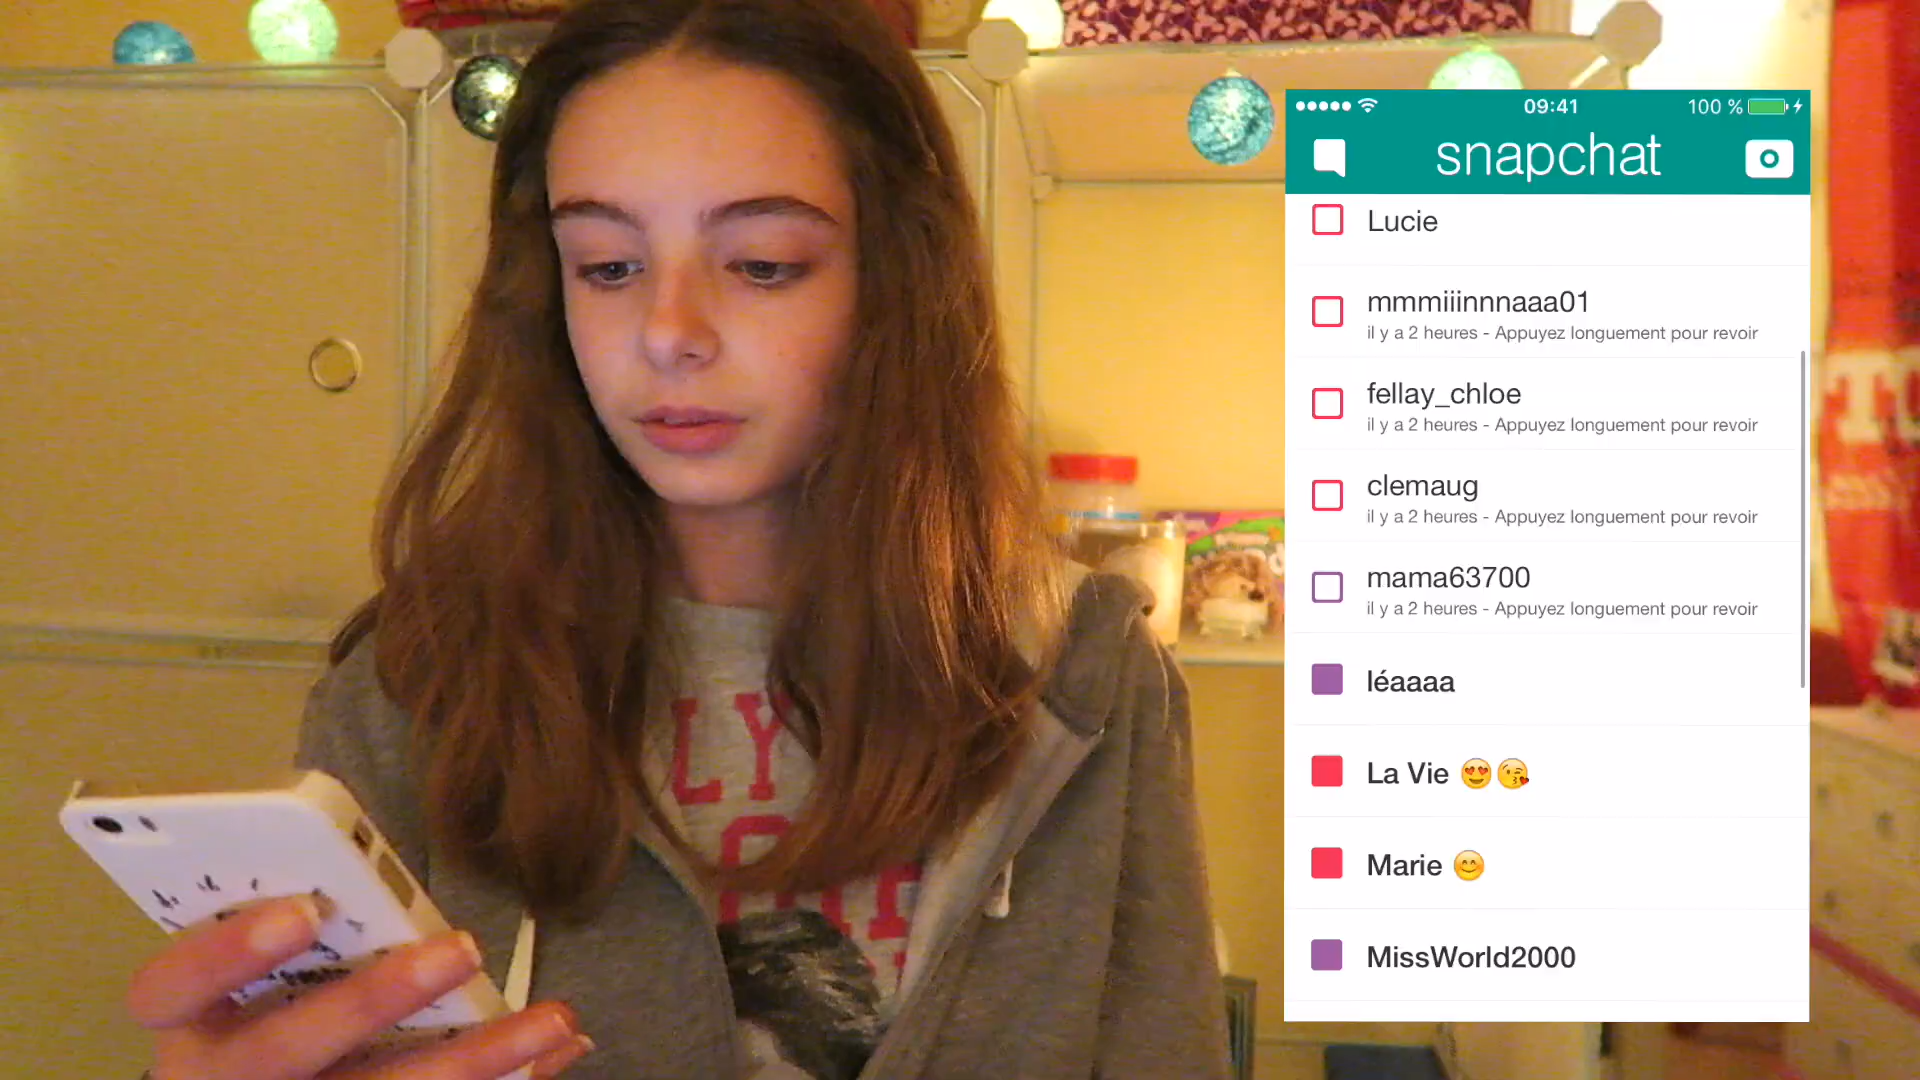 09:41
100 %
snapchat
Lucie
mmmiiinnnaaa01
il y a 2 heures - Appuyez longuement pour revoir
fellay_chloe
il y a 2 heures - Appuyez longuement pour revoir
clemaug
il y a 2 heures - Appuyez longuement pour revoir
mama63700
il y a 2 heures - Appuyez longuement pour revoir
léaaaa
La Vie 😍😘
Marie 😊
MissWorld2000
LY